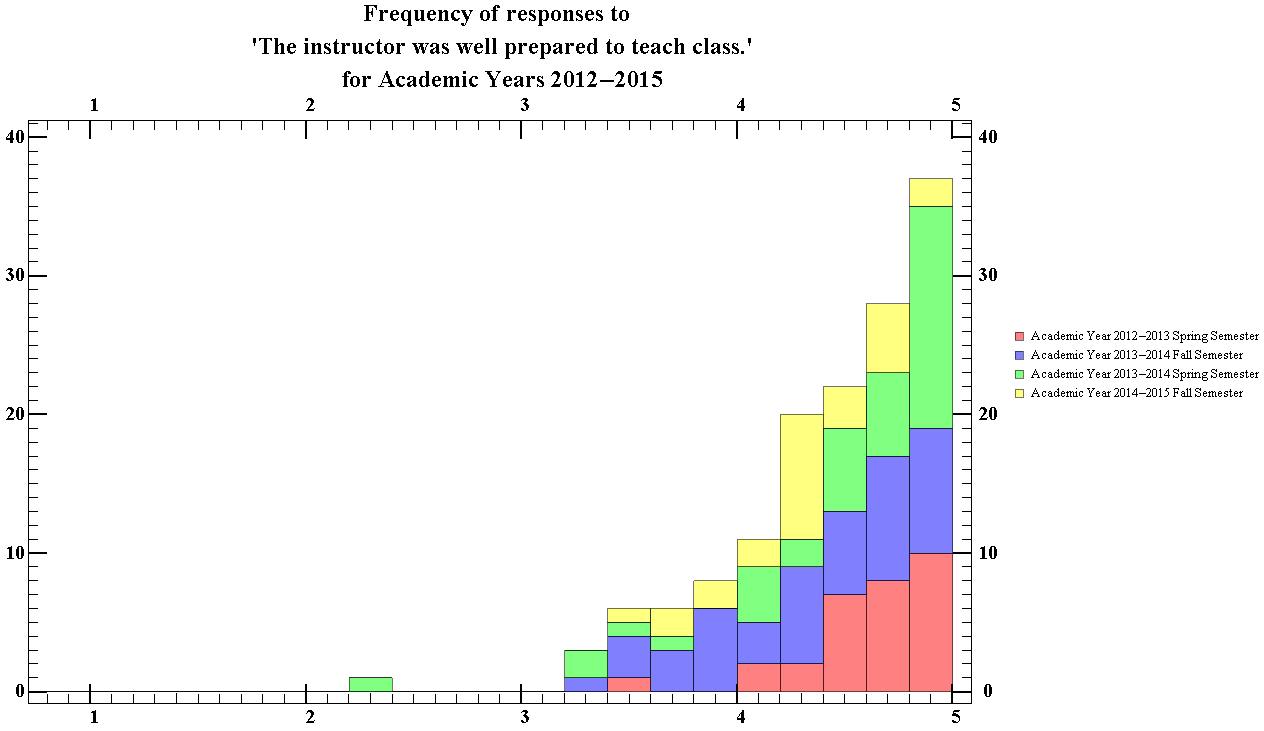 Frequency of responses to
'The instructor was well prepared to teach class.'
for Academic Years 2012–2015
1 2 3 4 5
40 40
30 30
Academic Year 2012–2013 Spring Semester
Academic Year 2013–2014 Fall Semester
Academic Year 2013–2014 Spring Semester
Academic Year 2014–2015 Fall Semester
20 20
10 10
0 0
1 2 3 4 5